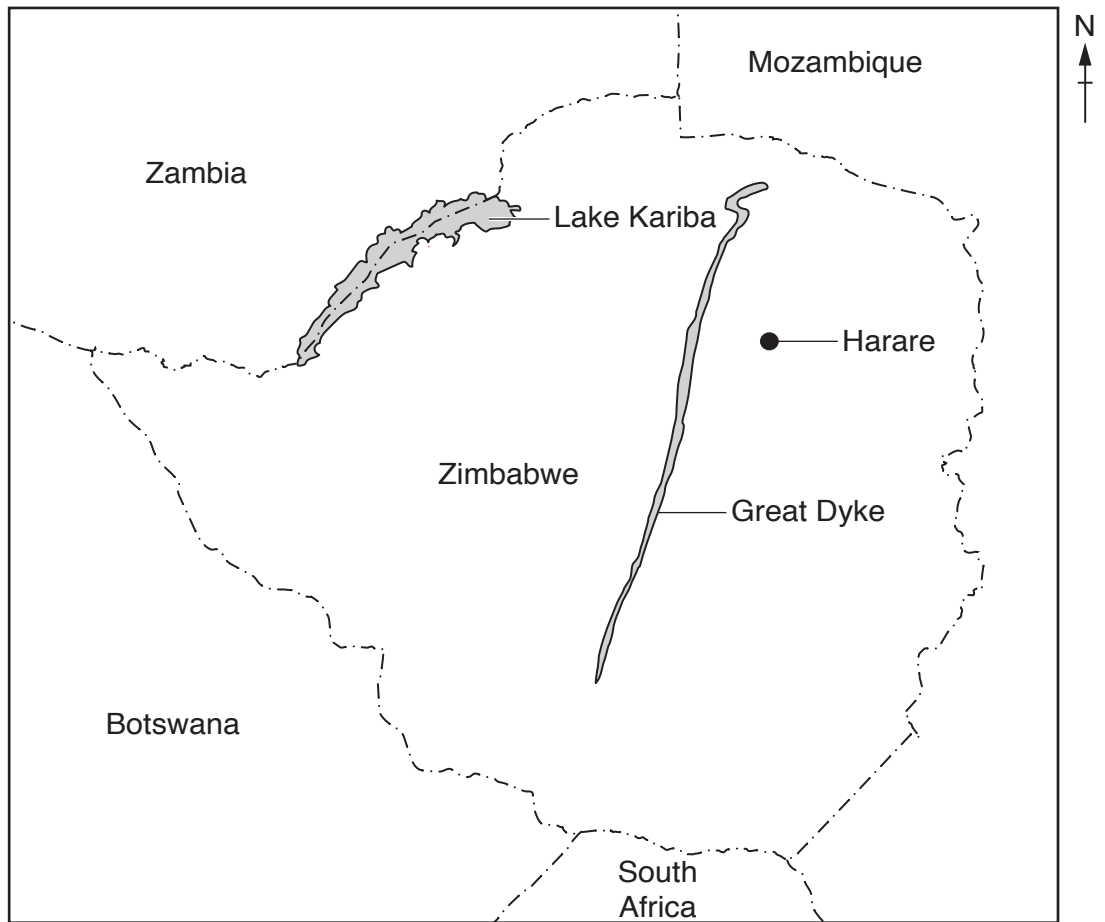 N
Mozambique
Zambia
Lake Kariba
Harare
Zimbabwe
Great Dyke
Botswana
South
Africa